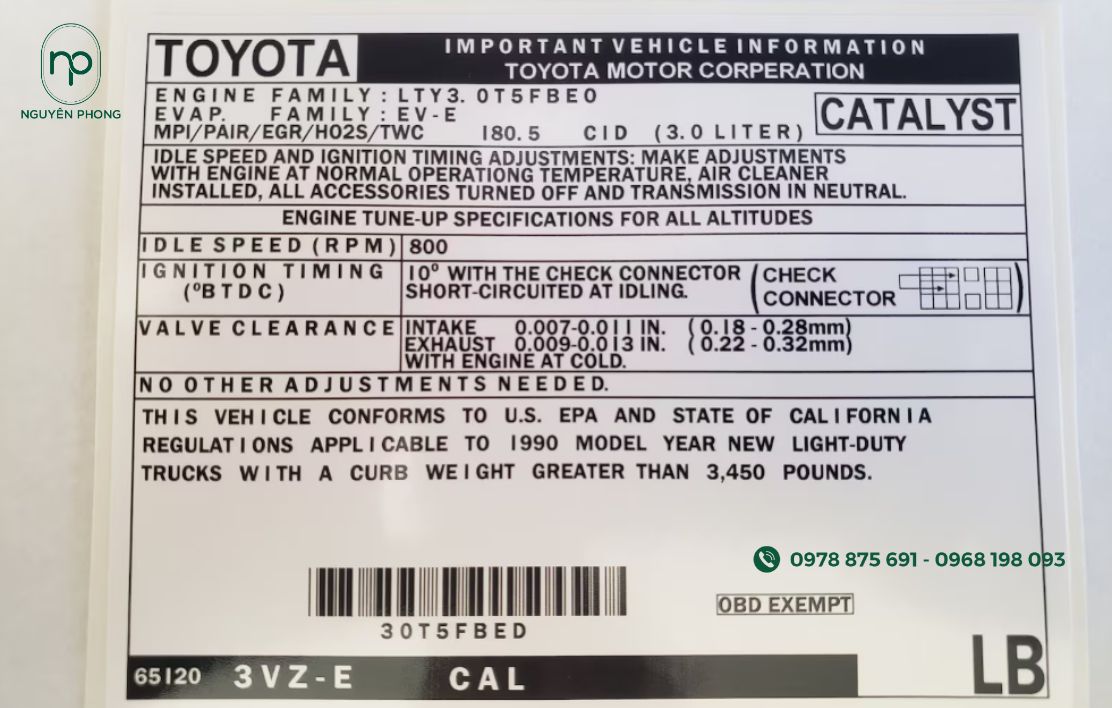 np
NGUYÊN PHONG
TOYOTA
IMPORTANT VEHICLE INFORMATION
TOYOTA MOTOR CORPERATION
ENGINE FAMILY : LTY3. 0T5FBE0
EVAP. FAMILY : EV-E
MPI/PAIR/EGR/HO2S/TWC 180.5 CID (3.0 LITER)
CATALYST
IDLE SPEED AND IGNITION TIMING ADJUSTMENTS: MAKE ADJUSTMENTS
WITH ENGINE AT NORMAL OPERATIONG TEMPERATURE, AIR CLEANER
INSTALLED, ALL ACCESSORIES TURNED OFF AND TRANSMISSION IN NEUTRAL.
ENGINE TUNE-UP SPECIFICATIONS FOR ALL ALTITUDES
IDLE SPEED (RPM) 800
IGNITION TIMING
(ºBTDC)
10º WITH THE CHECK CONNECTOR
SHORT-CIRCUITED AT IDLING.
(CHECK
CONNECTOR )
VALVE CLEARANCE
INTAKE 0.007-0.011 IN. (0.18 - 0.28mm)
EXHAUST 0.009-0.013 IN. (0.22 - 0.32mm)
WITH ENGINE AT COLD.
NO OTHER ADJUSTMENTS NEEDED.
THIS VEHICLE CONFORMS TO U.S. EPA AND STATE OF CALIFORNIA
REGULATIONS APPLICABLE TO 1990 MODEL YEAR NEW LIGHT-DUTY
TRUCKS WITH A CURB WEIGHT GREATER THAN 3,450 POUNDS.
0978 875 691 - 0968 198 093
OBD EXEMPT
30T5FBED
65120 3VZ-E CAL
LB